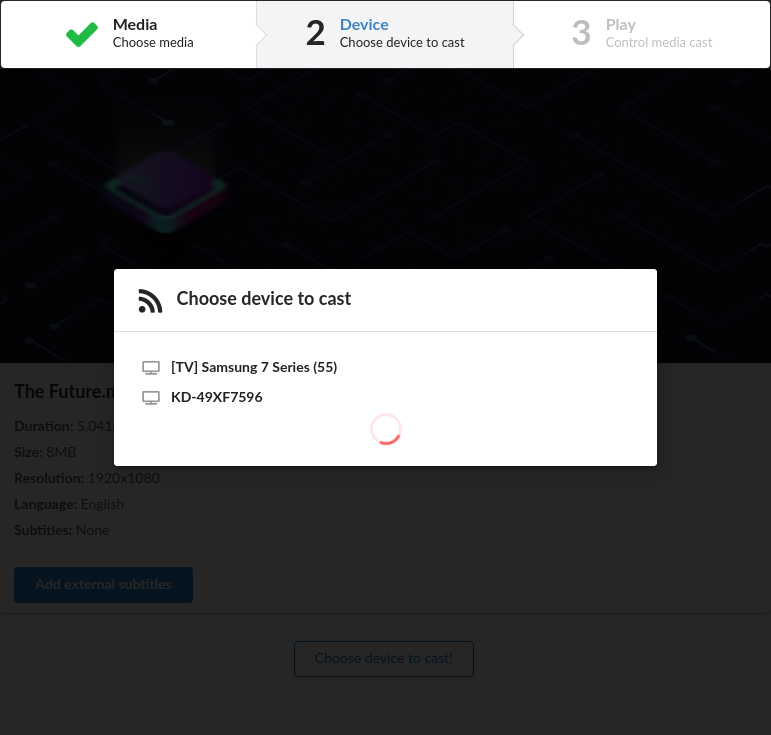 Media
Choose media
2
Device
Choose device to cast
3
Play
Control media cast
Choose device to cast
[TV] Samsung 7 Series (55)
KD-49XF7596
The Future.
Duration: 5.041
Size: 8MB
Resolution: 1920x1080
Language: English
Subtitles: None
Add external subtitles
Choose device to cast!